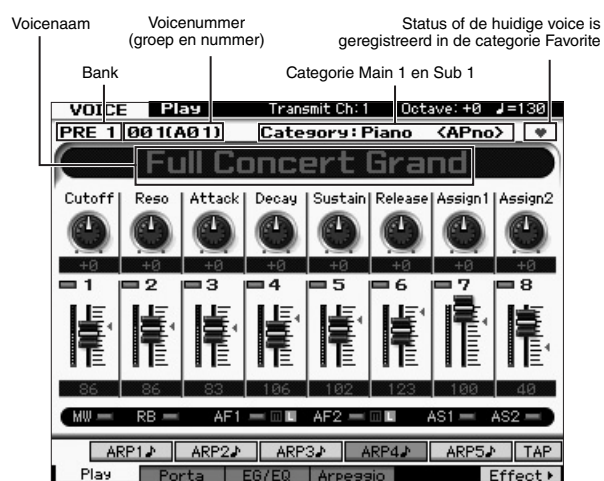 Voicenaam
Voicenummer
(groep en nummer)
Status of de huidige voice is
geregistreerd in de categorie Favorite
Bank
Categorie Main 1 en Sub 1
VOICE Play Transmit Ch:1 Octave:+0 ♩=130
PRE 1 001(A01) Category:Piano <APno> ♥
Full Concert Grand
Cutoff Reso Attack Decay Sustain Release Assign1 Assign2
+0 +0 +0 +0 +0 +0 +0 +0
1 2 3 4 5 6 7 8
86 86 83 106 102 123 100 40
MW RB AF1 m L AF2 m L AS1 AS2
ARP1♪ ARP2♪ ARP3♪ ARP4♪ ARP5♪ TAP
Play Porta EG/EQ Arpeggio Effect